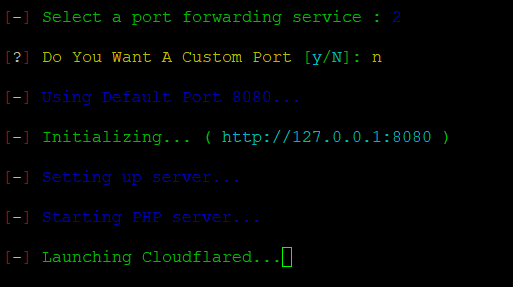 [-] Select a port forwarding service : 2
[?] Do You Want A Custom Port [y/N]: n
[-] Using Default Port 8080...
[-] Initializing... ( http://127.0.0.1:8080 )
[-] Setting up server...
[-] Starting PHP server...
[-] Launching Cloudflared...